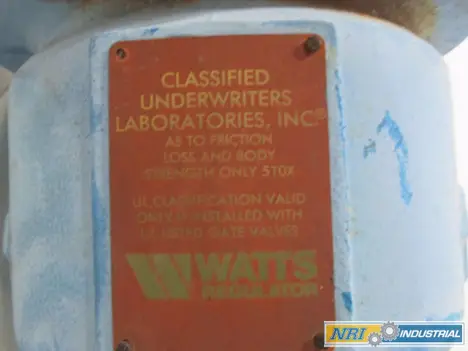 CLASSIFIED
UNDERWRITERS
LABORATORIES, INC.®
AS TO FRICTION
LOSS AND BODY
STRENGTH ONLY 5T0X
UL CLASSIFICATION VALID
ONLY IF INSTALLED WITH
LISTED GATE VALVES
WATTS
REGULATOR
NRI INDUSTRIAL